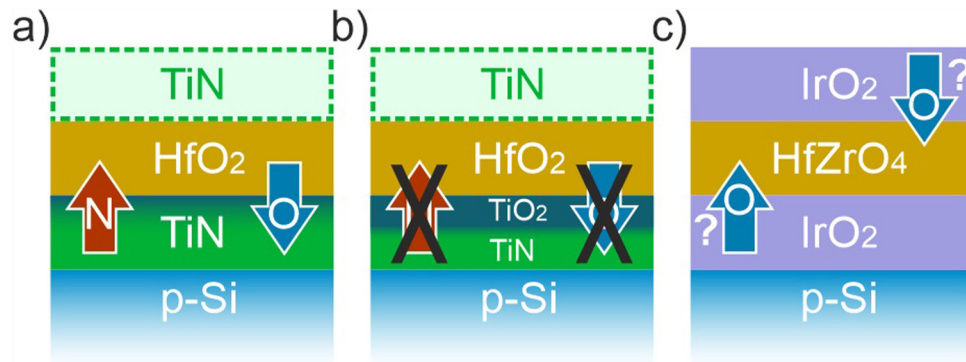 a)
TiN
HfO2
N
O
TiN
p-Si
b)
TiN
HfO2
TiO2
TiN
p-Si
c)
IrO2
O
?
HfZrO4
O
?
IrO2
p-Si